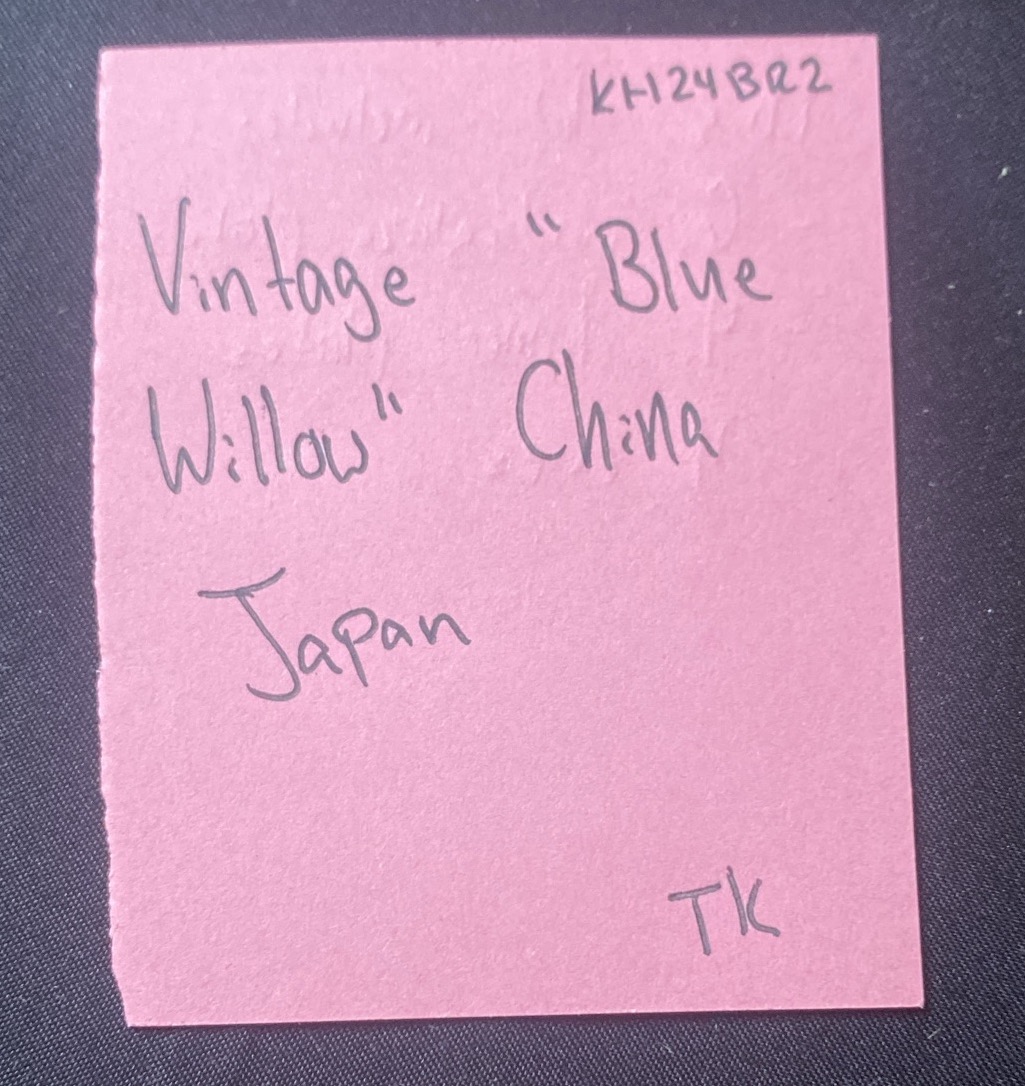 KH24BR2
Vintage "Blue
Willow" China
Japan
TK